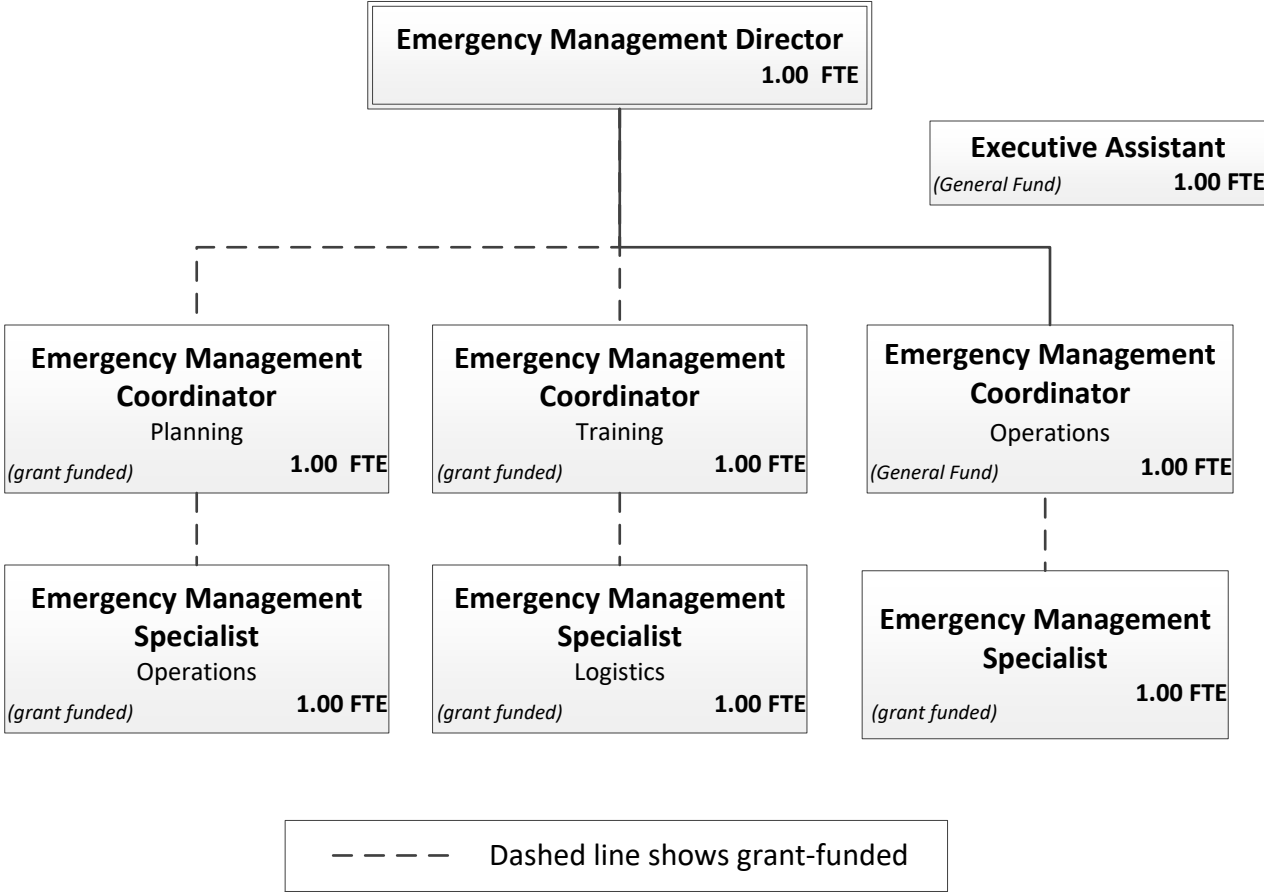 Emergency Management Director
1.00 FTE
Executive Assistant
(General Fund) 1.00 FTE
Emergency Management
Coordinator
Planning
(grant funded) 1.00 FTE
Emergency Management
Coordinator
Training
(grant funded) 1.00 FTE
Emergency Management
Coordinator
Operations
(General Fund) 1.00 FTE
Emergency Management
Specialist
Operations
(grant funded) 1.00 FTE
Emergency Management
Specialist
Logistics
(grant funded) 1.00 FTE
Emergency Management
Specialist
1.00 FTE
(grant funded)
Dashed line shows grant-funded